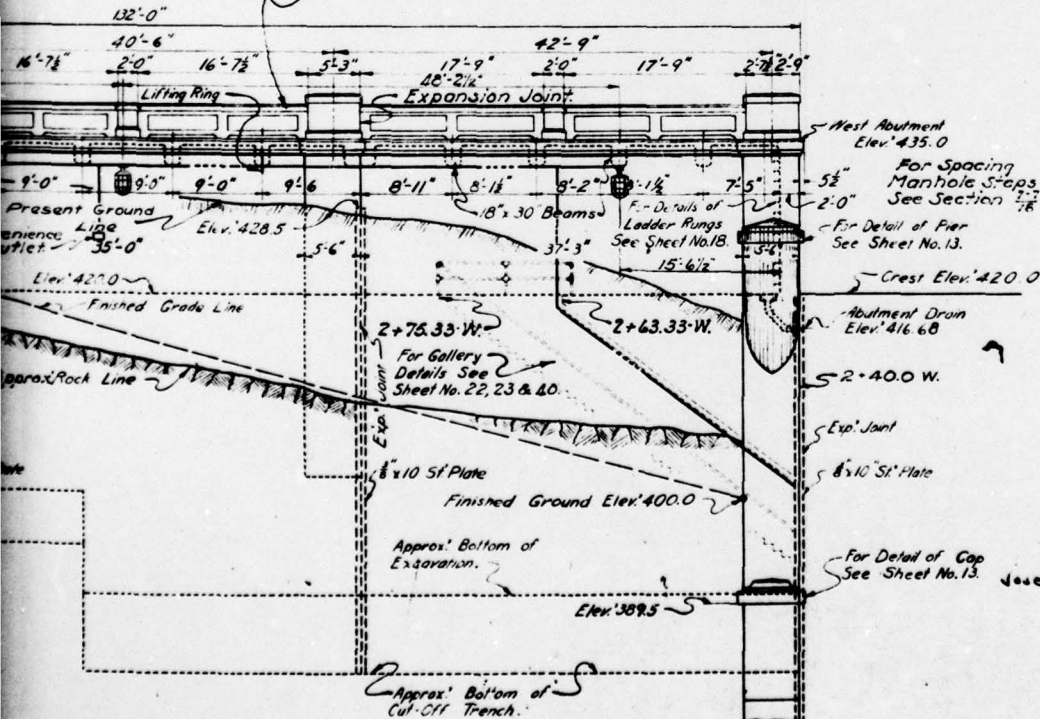 132'-0"
40'-6" 42'-9"
16'-7½" 2'-0" 16'-7½" 5'-3" 17'-9" 2'-0" 17'-9" 2'-7½" 2'-9"
48'-2½"
Lifting Ring
Expansion Joint.
West Abutment
Elev. 435.0
For Spacing
Manhole Steps
See Section
9'-0" 9'-0" 9'-0" 9'-6 8'-11" 8'-1½" 8'-2" 7'-5" 5½"
2'-0"
18"x 30" Beams
For Details of
Ladder Rungs
See Sheet No. 18.
Present Ground
Line
Elev. 428.5
35'-0"
5'-6" 37'-3" 5'-6"
15'-6½"
For Detail of Pier
See Sheet No. 13.
Elev. 420.0
Crest Elev. 420.0
Finished Grade Line
2+75.33 W.
2+63.33 W.
Abutment Drain
Elev. 416.68
For Gallery
Details See
Sheet No. 22, 23 & 40.
Rock Line
Exp. Joint
2+40.0 W.
Exp. Joint
x10 St. Plate
x10" St. Plate
Finished Ground Elev. 400.0
Approx. Bottom of
Excavation.
For Detail of Cap
See Sheet No. 13.
Elev. 389.5
Approx. Bottom of
Cut-Off Trench.